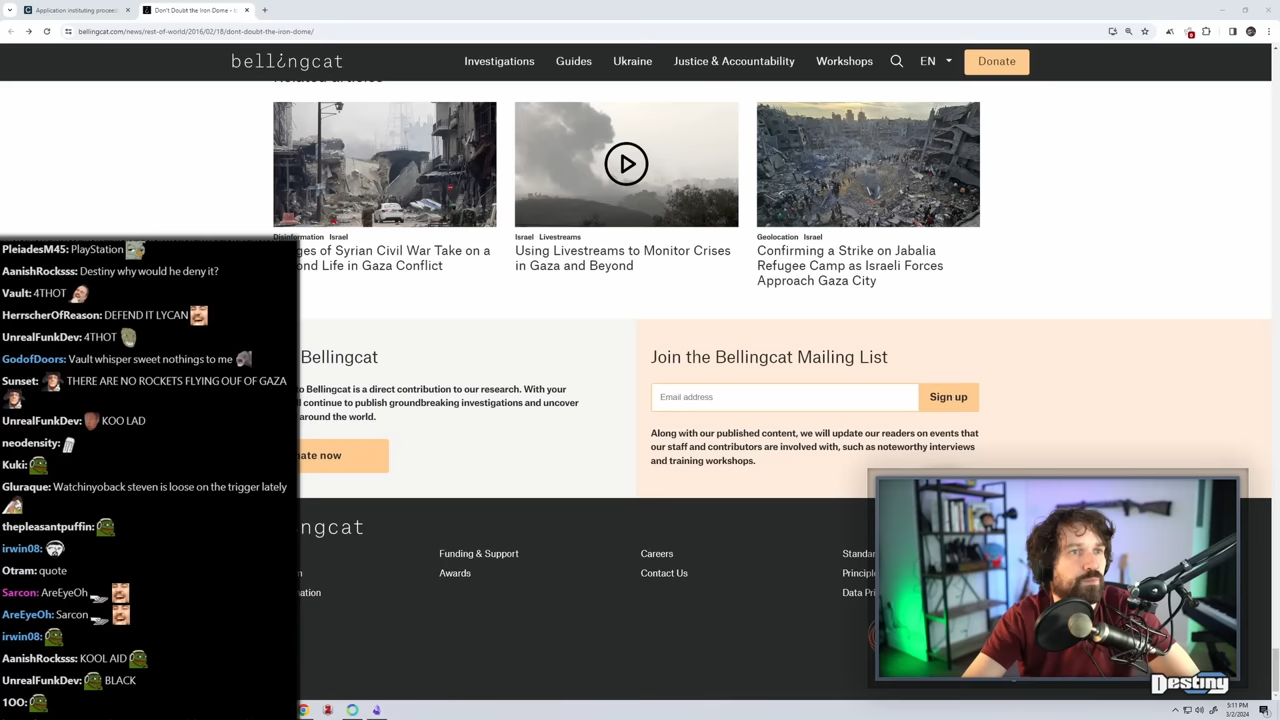 Application instituting proceed
Don't Doubt the Iron Dome - b
bellingcat.com/news/rest-of-world/2016/02/18/dont-doubt-the-iron-dome/
bellingcat
Investigations
Guides
Ukraine
Justice & Accountability
Workshops
EN
Donate
Related articles
Disinformation Israel
ges of Syrian Civil War Take on a
ond Life in Gaza Conflict
Israel Livestreams
Using Livestreams to Monitor Crises
in Gaza and Beyond
Geolocation Israel
Confirming a Strike on Jabalia
Refugee Camp as Israeli Forces
Approach Gaza City
PleiadesM45: PlayStation
AanishRocksss: Destiny why would he deny it?
Vault: 4THOT
HerrscherOfReason: DEFEND IT LYCAN
UnrealFunkDev: 4THOT
GodofDoors: Vault whisper sweet nothings to me
Sunset: THERE ARE NO ROCKETS FLYING OUF OF GAZA
UnrealFunkDev: KOO LAD
neodensity:
Kuki:
Gluraque: Watchinyoback steven is loose on the trigger lately
thepleasantpuffin:
irwin08:
Otram: quote
Sarcon: AreEyeOh
AreEyeOh: Sarcon
irwin08:
AanishRocksss: KOOL AID
UnrealFunkDev: BLACK
1OO:
Bellingcat
to Bellingcat is a direct contribution to our research. With your
ll continue to publish groundbreaking investigations and uncover
around the world.
nate now
Join the Bellingcat Mailing List
Email address
Sign up
Along with our published content, we will update our readers on events that
our staff and contributors are involved with, such as noteworthy interviews
and training workshops.
ingcat
Funding & Support
Careers
Standa
n
Awards
Contact Us
Principle
ation
Data Pri
Destiny
5:11 PM
3/2/2024